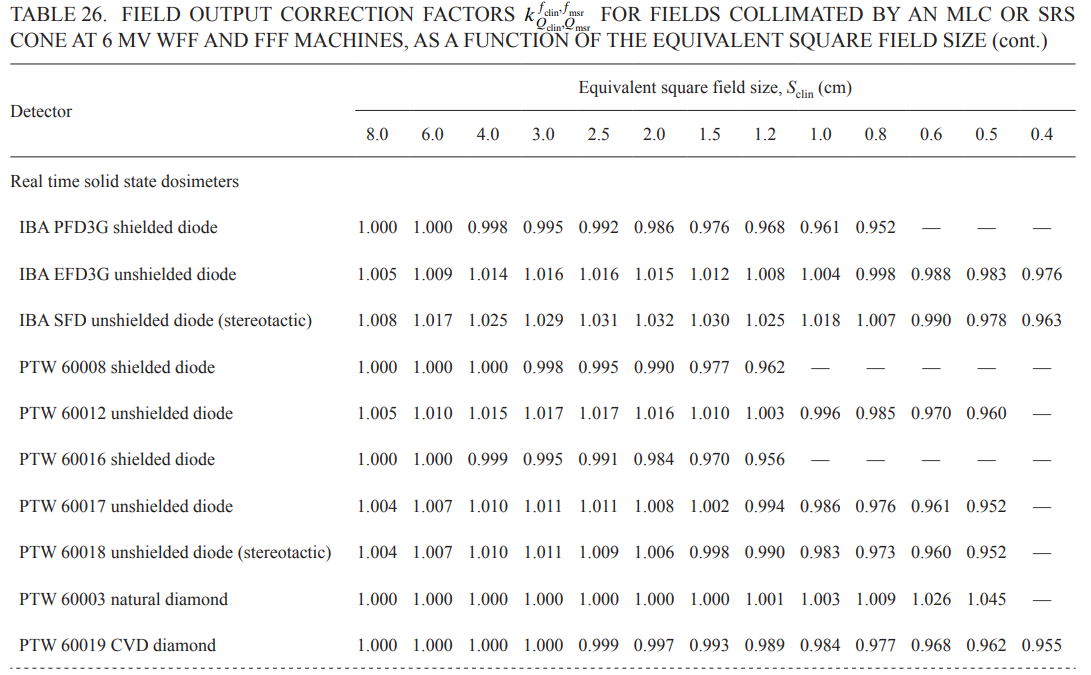 TABLE 26. FIELD OUTPUT CORRECTION FACTORS k^{f_clin,f_msr}_{Q_clin,Q_msr} FOR FIELDS COLLIMATED BY AN MLC OR SRS
CONE AT 6 MV WFF AND FFF MACHINES, AS A FUNCTION OF THE EQUIVALENT SQUARE FIELD SIZE (cont.)
Equivalent square field size, S_clin (cm)
Detector
8.0 6.0 4.0 3.0 2.5 2.0 1.5 1.2 1.0 0.8 0.6 0.5 0.4
Real time solid state dosimeters
IBA PFD3G shielded diode 1.000 1.000 0.998 0.995 0.992 0.986 0.976 0.968 0.961 0.952 — — —
IBA EFD3G unshielded diode 1.005 1.009 1.014 1.016 1.016 1.015 1.012 1.008 1.004 0.998 0.988 0.983 0.976
IBA SFD unshielded diode (stereotactic) 1.008 1.017 1.025 1.029 1.031 1.032 1.030 1.025 1.018 1.007 0.990 0.978 0.963
PTW 60008 shielded diode 1.000 1.000 1.000 0.998 0.995 0.990 0.977 0.962 — — — — —
PTW 60012 unshielded diode 1.005 1.010 1.015 1.017 1.017 1.016 1.010 1.003 0.996 0.985 0.970 0.960 —
PTW 60016 shielded diode 1.000 1.000 0.999 0.995 0.991 0.984 0.970 0.956 — — — — —
PTW 60017 unshielded diode 1.004 1.007 1.010 1.011 1.011 1.008 1.002 0.994 0.986 0.976 0.961 0.952 —
PTW 60018 unshielded diode (stereotactic) 1.004 1.007 1.010 1.011 1.009 1.006 0.998 0.990 0.983 0.973 0.960 0.952 —
PTW 60003 natural diamond 1.000 1.000 1.000 1.000 1.000 1.000 1.000 1.001 1.003 1.009 1.026 1.045 —
PTW 60019 CVD diamond 1.000 1.000 1.000 1.000 0.999 0.997 0.993 0.989 0.984 0.977 0.968 0.962 0.955